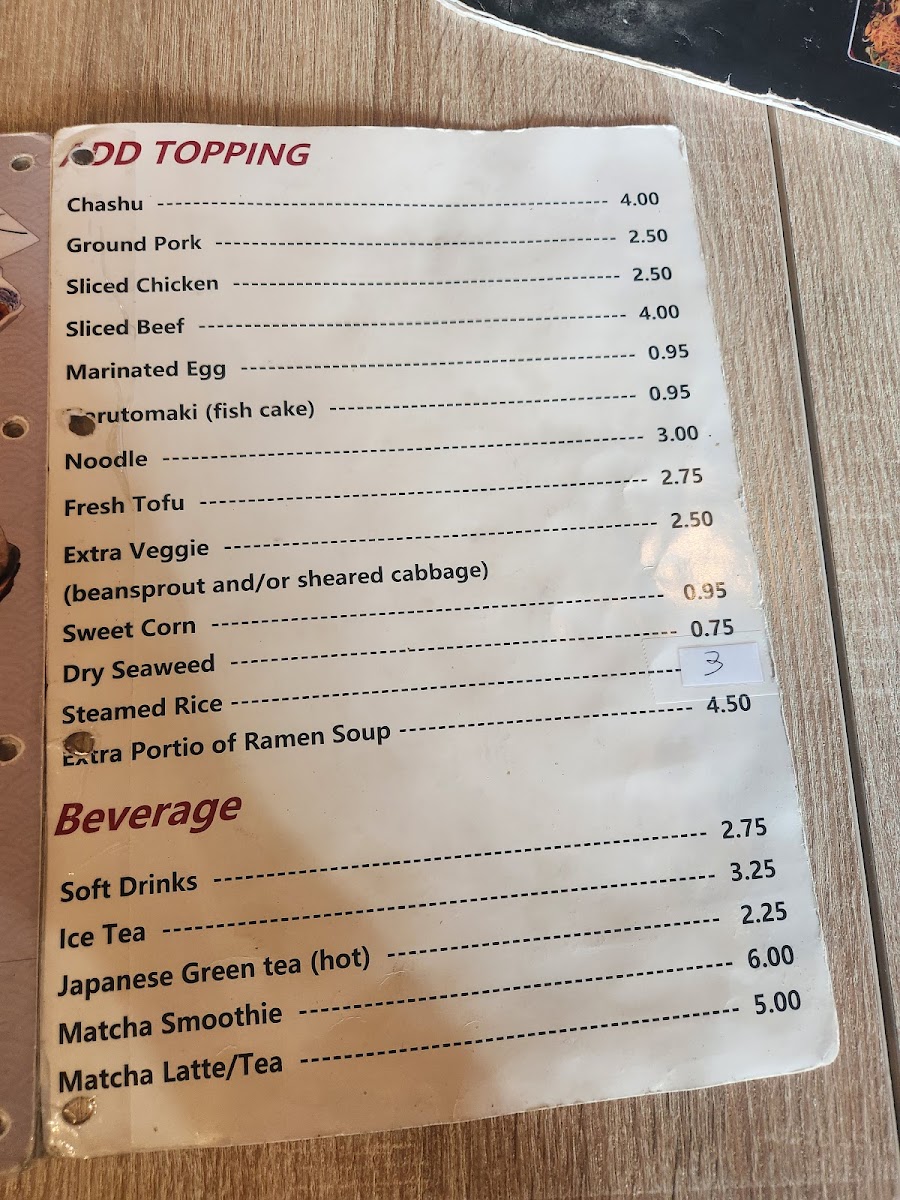 ADD TOPPING
Chashu ---------- 4.00
Ground Pork ---------- 2.50
Sliced Chicken ---------- 2.50
Sliced Beef ---------- 4.00
Marinated Egg ---------- 0.95
rutomaki (fish cake) ---------- 0.95
Noodle ---------- 3.00
Fresh Tofu ---------- 2.75
Extra Veggie ---------- 2.50
(beansprout and/or sheared cabbage)
Sweet Corn ---------- 0.95
Dry Seaweed ---------- 0.75
Steamed Rice ---------- 3
Extra Portio of Ramen Soup ---------- 4.50
Beverage
Soft Drinks ---------- 2.75
Ice Tea ---------- 3.25
Japanese Green tea (hot) ---------- 2.25
Matcha Smoothie ---------- 6.00
Matcha Latte/Tea ---------- 5.00